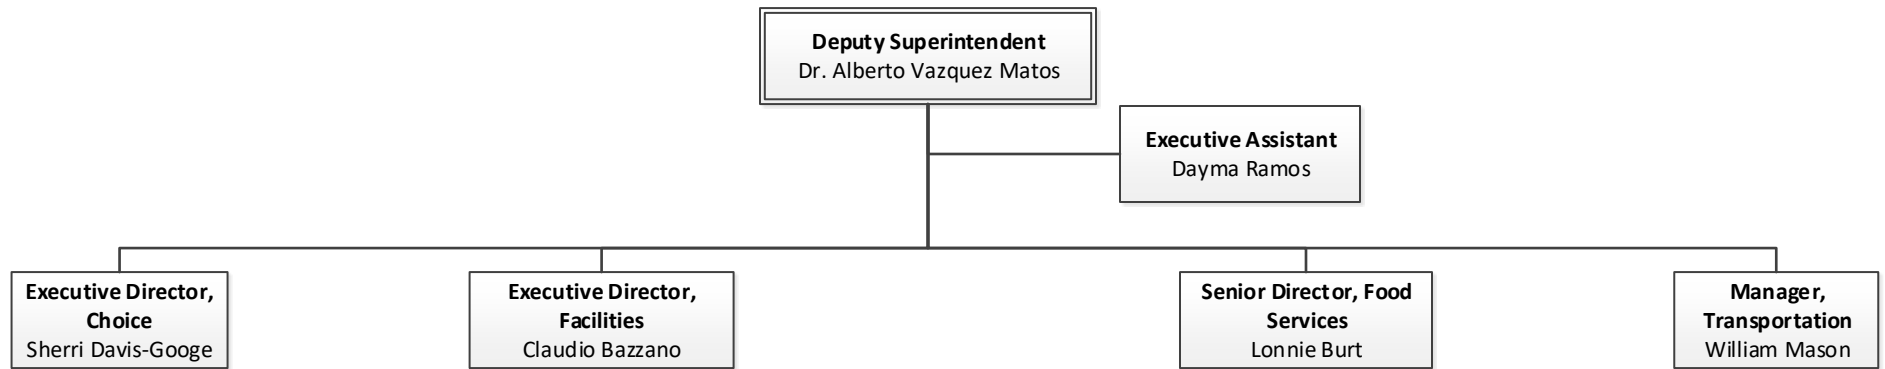 Deputy Superintendent
Dr. Alberto Vazquez Matos
Executive Assistant
Dayma Ramos
Executive Director,
Choice
Sherri Davis-Googe
Executive Director,
Facilities
Claudio Bazzano
Senior Director, Food
Services
Lonnie Burt
Manager,
Transportation
William Mason